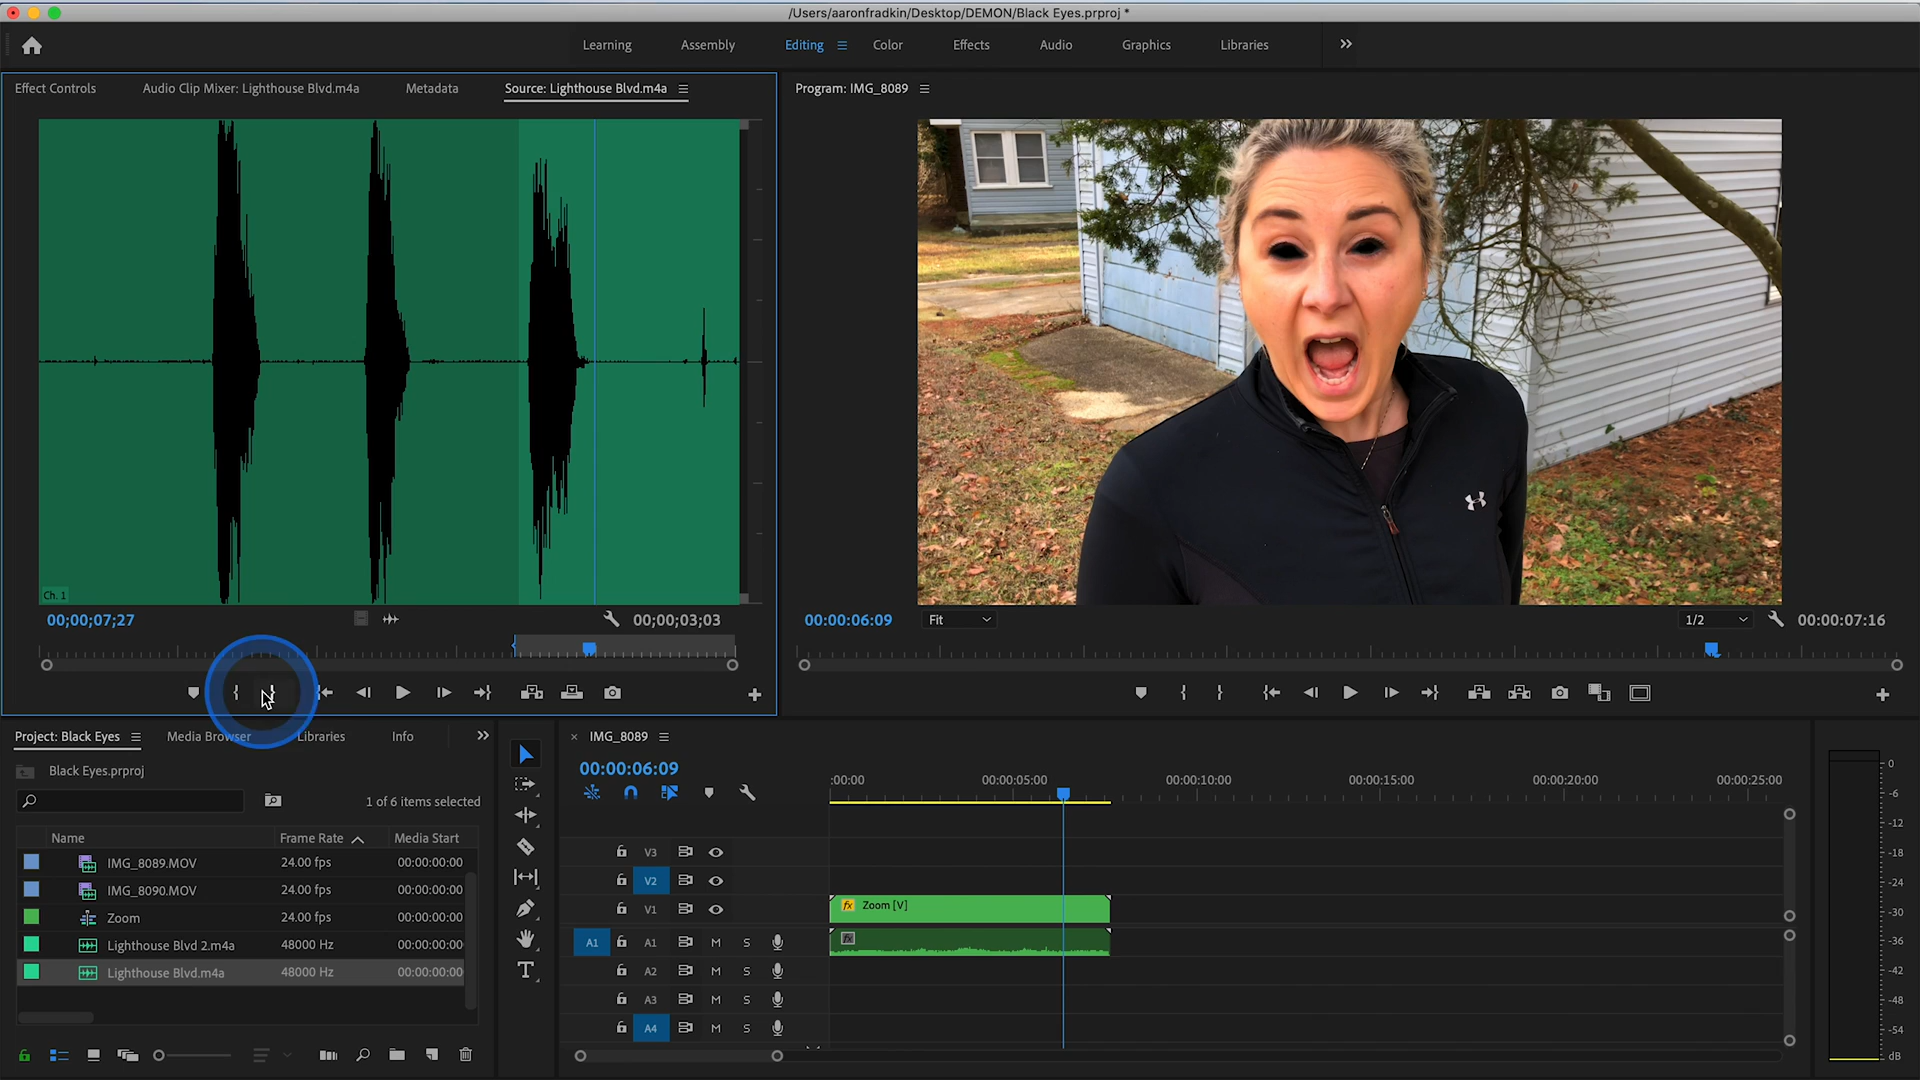 /Users/aaronfradkin/Desktop/DEMON/Black Eyes.prproj *
Learning Assembly Editing Color Effects Audio Graphics Libraries
Effect Controls Audio Clip Mixer: Lighthouse Blvd.m4a Metadata Source: Lighthouse Blvd.m4a
Program: IMG_8089
Ch. 1
00;00;07;27 00;00;03;03
00:00:06:09 Fit 1/2 00:00:07:16
Project: Black Eyes Media Browser Libraries Info
Black Eyes.prproj
1 of 6 items selected
Name Frame Rate Media Start
IMG_8089.MOV 24.00 fps 00:00:00:00
IMG_8090.MOV 24.00 fps 00:00:00:00
Zoom 24.00 fps 00:00:00:00
Lighthouse Blvd 2.m4a 48000 Hz 00:00:00:00
Lighthouse Blvd.m4a 48000 Hz 00:00:00:00
× IMG_8089
00:00:06:09
:00:00 00:00:05:00 00:00:10:00 00:00:15:00 00:00:20:00 00:00:25:00
V3
V2
V1
fx Zoom [V]
A1 A1 M S
fx
A2 M S
A3 M S
A4 M S
0
-6
-12
-18
-24
-30
-36
-42
-48
-54
dB